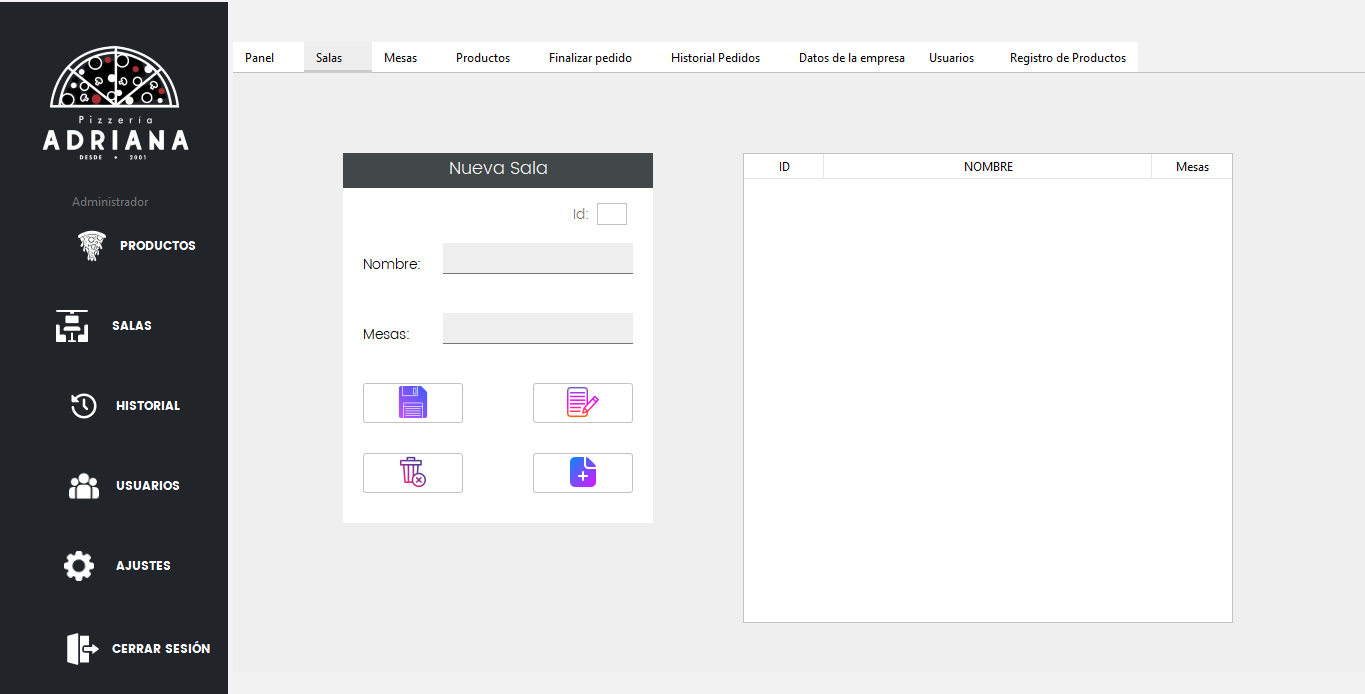 Pizzería
ADRIANA
DESDE • 2001
Administrador
PRODUCTOS
SALAS
HISTORIAL
USUARIOS
AJUSTES
CERRAR SESIÓN
Panel Salas Mesas Productos Finalizar pedido Historial Pedidos Datos de la empresa Usuarios Registro de Productos
Nueva Sala
Id:
Nombre:
Mesas:
ID NOMBRE Mesas